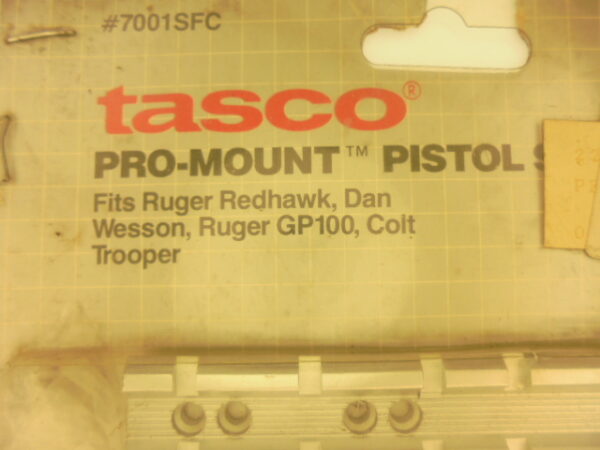 #7001SFC
tasco®
PRO-MOUNT™ PISTOL
Fits Ruger Redhawk, Dan
Wesson, Ruger GP100, Colt
Trooper